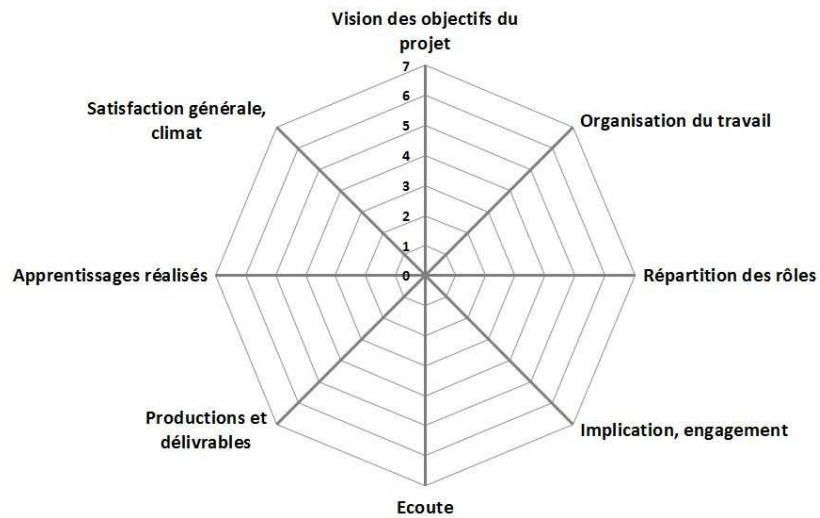 Vision des objectifs du
projet
7
6
5
4
3
2
1
0
Organisation du travail
Répartition des rôles
Implication, engagement
Ecoute
Productions et
délivrables
Apprentissages réalisés
Satisfaction générale,
climat